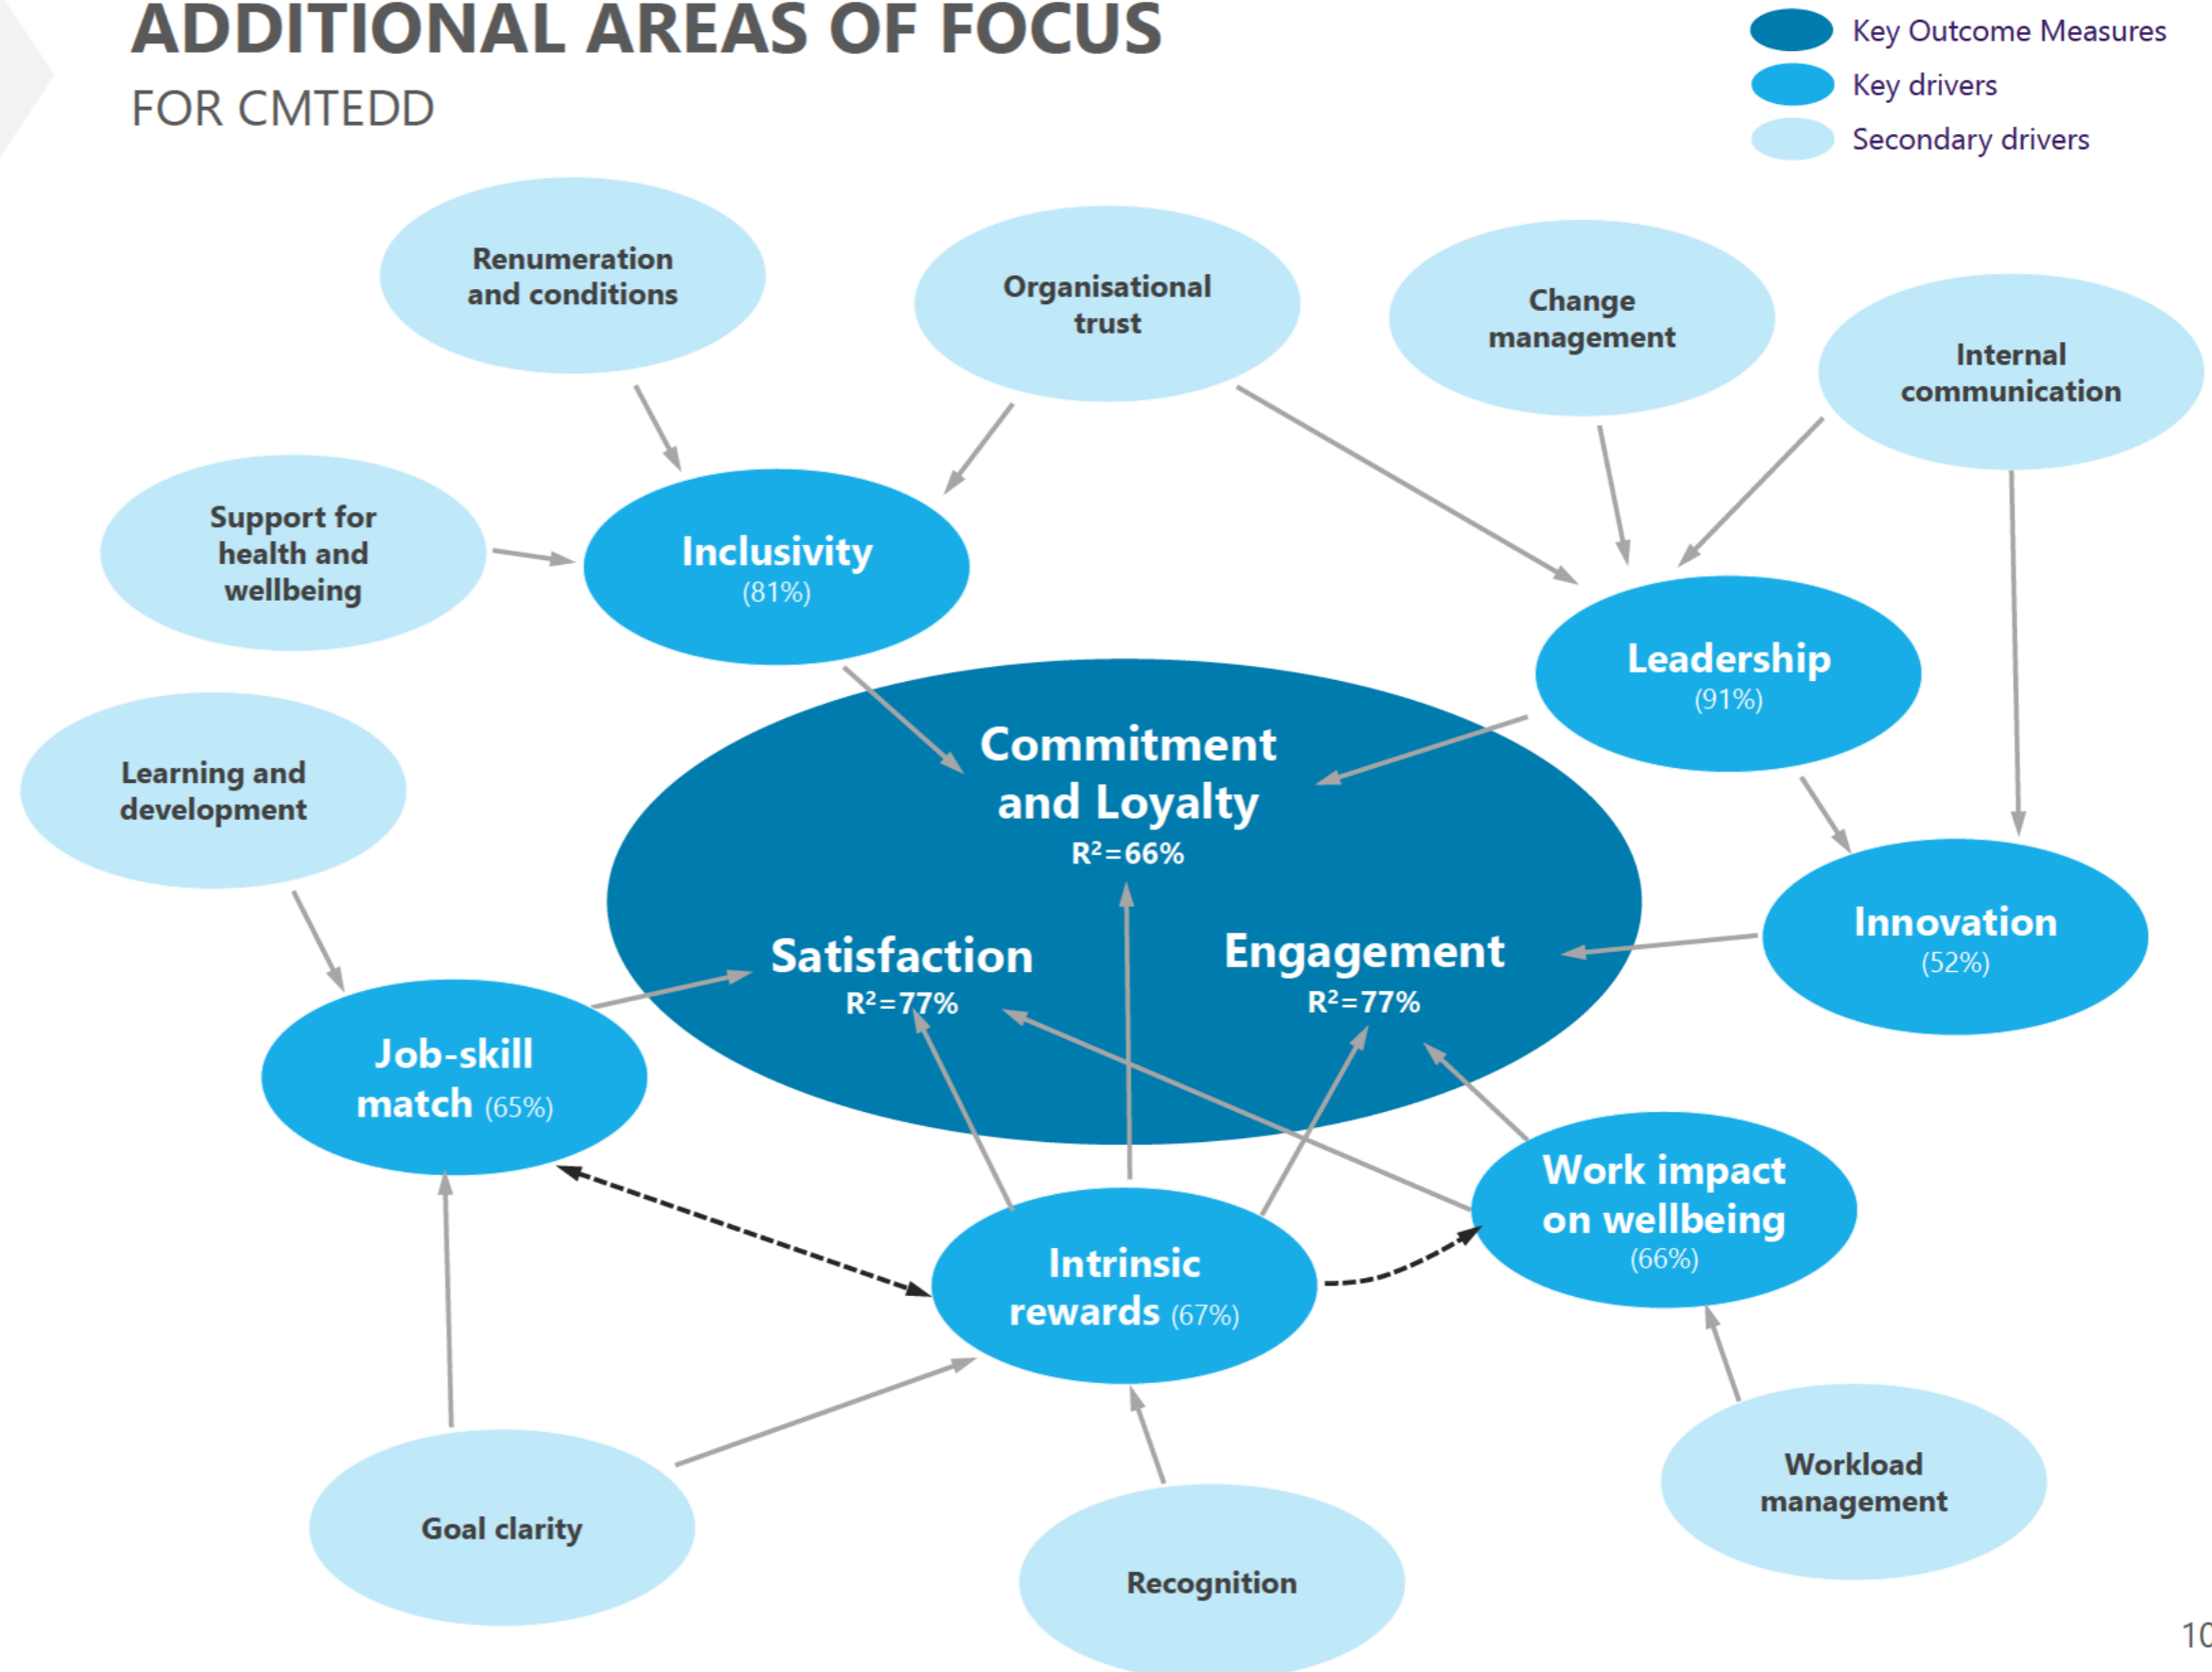 ADDITIONAL AREAS OF FOCUS
FOR CMTEDD
Key Outcome Measures
Key drivers
Secondary drivers
Renumeration
and conditions
Organisational
trust
Change
management
Internal
communication
Support for
health and
wellbeing
Inclusivity
(81%)
Leadership
(91%)
Learning and
development
Commitment
and Loyalty
R²=66%
Satisfaction
R²=77%
Engagement
R²=77%
Innovation
(52%)
Job-skill
match (65%)
Work impact
on wellbeing
(66%)
Intrinsic
rewards (67%)
Workload
management
Goal clarity
Recognition
10